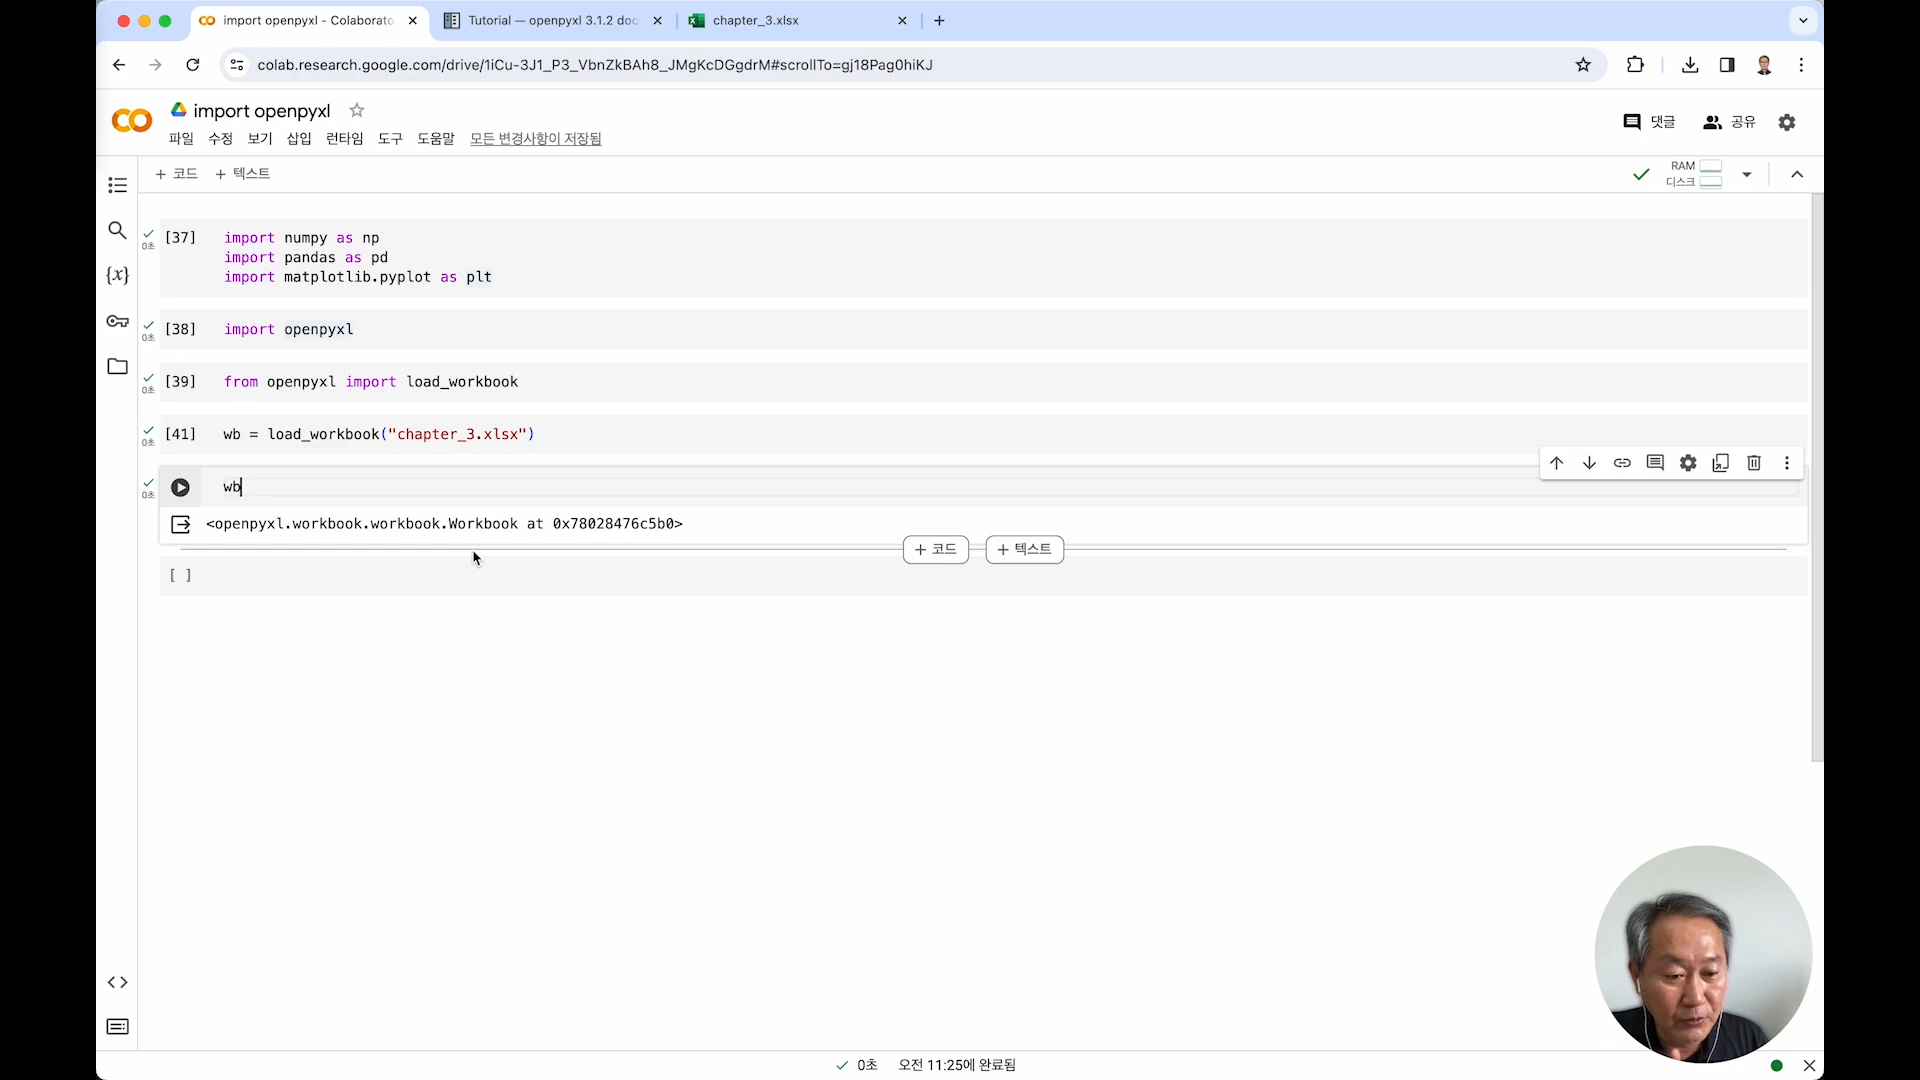 import openpyxl - Colaborato
Tutorial — openpyxl 3.1.2 doc
chapter_3.xlsx
colab.research.google.com/drive/1iCu-3J1_P3_VbnZkBAh8_JMgKcDGgdrM#scrollTo=gj18Pag0hiKJ
import openpyxl
파일 수정 보기 삽입 런타임 도구 도움말 모든 변경사항이 저장됨
댓글
공유
+ 코드 + 텍스트
RAM
디스크
[37] import numpy as np
0초
import pandas as pd
import matplotlib.pyplot as plt
[38] import openpyxl
0초
[39] from openpyxl import load_workbook
0초
[41] wb = load_workbook("chapter_3.xlsx")
0초
wb
0초
<openpyxl.workbook.workbook.Workbook at 0x78028476c5b0>
+ 코드 + 텍스트
[ ]
0초 오전 11:25에 완료됨